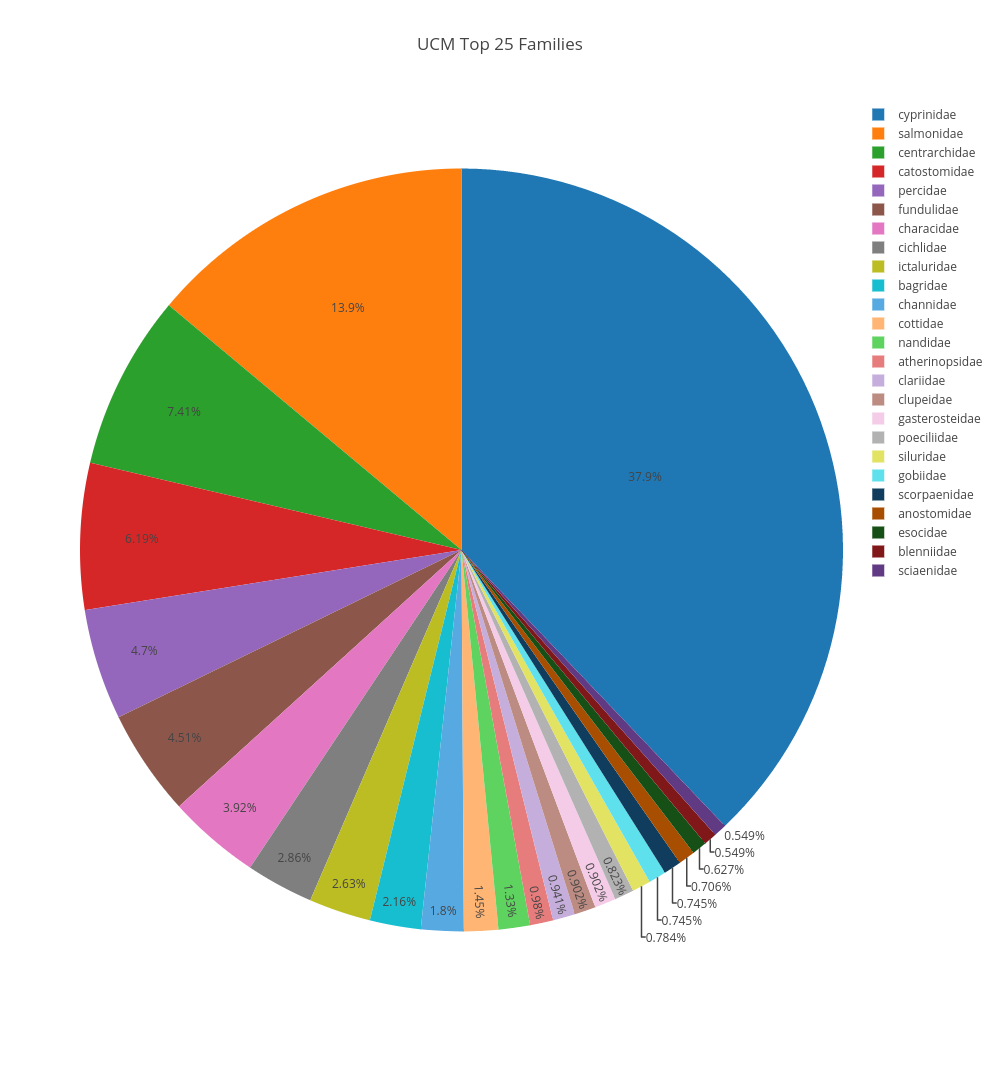 UCM Top 25 Families
cyprinidae
salmonidae
centrarchidae
catostomidae
percidae
fundulidae
characidae
cichlidae
ictaluridae
bagridae
channidae
cottidae
nandidae
atherinopsidae
clariidae
clupeidae
gasterosteidae
poeciliidae
siluridae
gobiidae
scorpaenidae
anostomidae
esocidae
blenniidae
sciaenidae
37.9%
13.9%
7.41%
6.19%
4.7%
4.51%
3.92%
2.86%
2.63%
2.16%
1.8%
1.45%
1.33%
0.98%
0.941%
0.902%
0.902%
0.823%
0.784%
0.745%
0.745%
0.706%
0.627%
0.549%
0.549%